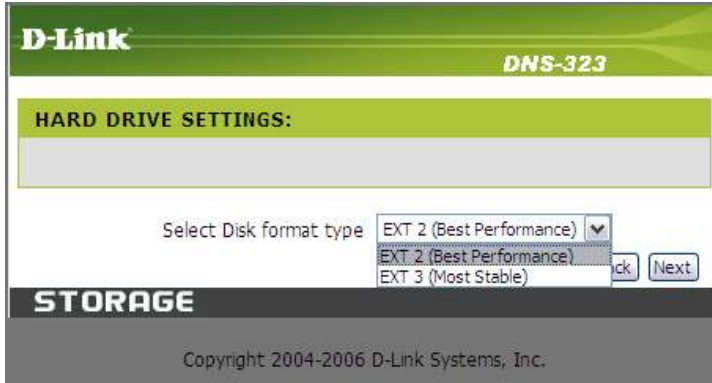 D-Link
DNS-323
HARD DRIVE SETTINGS:
Select Disk format type EXT 2 (Best Performance)
EXT 2 (Best Performance)
EXT 3 (Most Stable)
Next
STORAGE
Copyright 2004-2006 D-Link Systems, Inc.